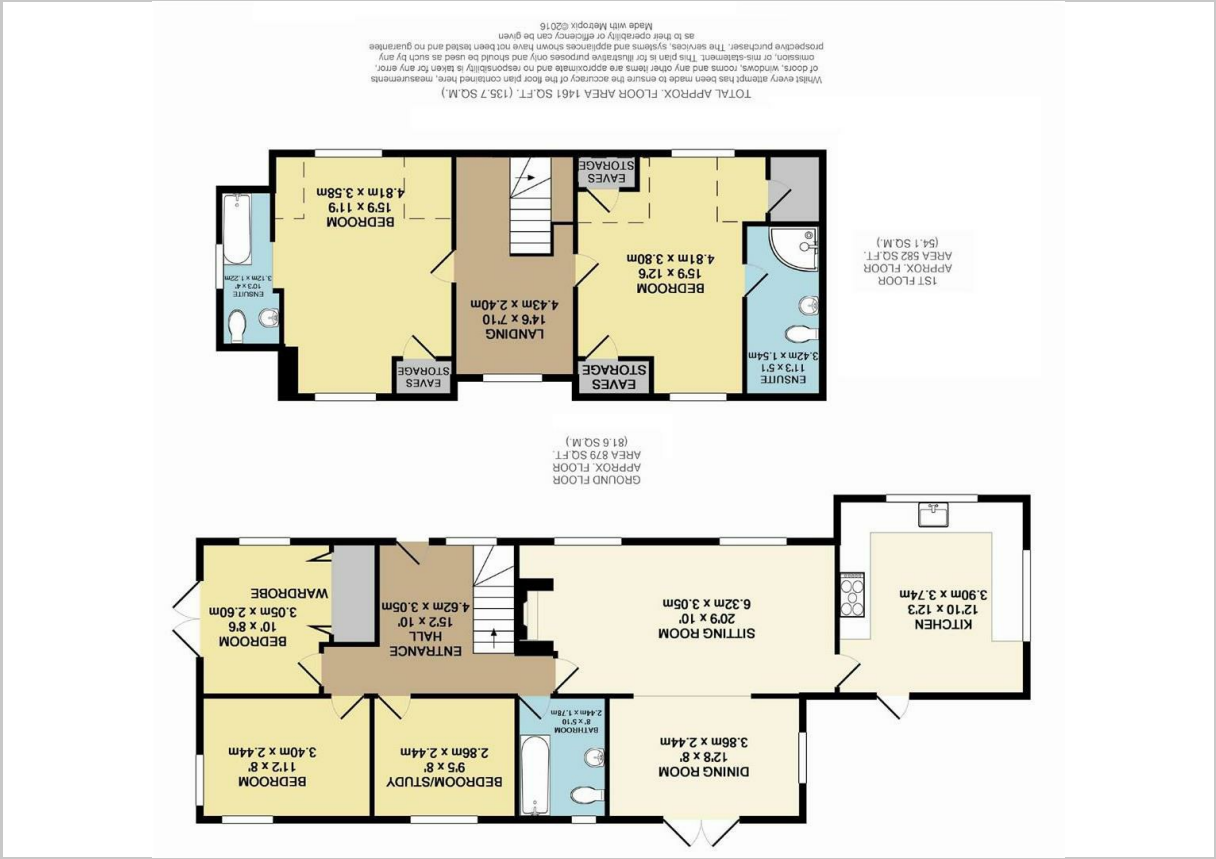 DINING ROOM
12'8 x 8'
3.86m x 2.44m
BATHROOM
8' x 5'10
2.44m x 1.78m
BEDROOM/STUDY
9'5 x 8'
2.86m x 2.44m
BEDROOM
11'2 x 8'
3.40m x 2.44m
KITCHEN
12'10 x 12'3
3.90m x 3.74m
SITTING ROOM
20'9 x 10'
6.32m x 3.05m
ENTRANCE
HALL
15'2 x 10'
4.62m x 3.05m
BEDROOM
10' x 8'6
3.05m x 2.60m
WARDROBE
GROUND FLOOR
APPROX. FLOOR
AREA 879 SQ.FT.
(81.6 SQ.M.)
ENSUITE
11'3 x 5'1
3.42m x 1.54m
EAVES
STORAGE
BEDROOM
15'9 x 12'6
4.81m x 3.80m
EAVES
STORAGE
LANDING
14'6 x 7'10
4.43m x 2.40m
EAVES
STORAGE
BEDROOM
15'9 x 11'9
4.81m x 3.58m
ENSUITE
10'3 x 4'
3.12m x 1.22m
1ST FLOOR
APPROX. FLOOR
AREA 582 SQ.FT.
(54.1 SQ.M.)
TOTAL APPROX. FLOOR AREA 1461 SQ.FT. (135.7 SQ.M.)
Whilst every attempt has been made to ensure the accuracy of the floor plan contained here, measurements
of doors, windows, rooms and any other items are approximate and no responsibility is taken for any error,
omission, or mis-statement. This plan is for illustrative purposes only and should be used as such by any
prospective purchaser. The services, systems and appliances shown have not been tested and no guarantee
as to their operability or efficiency can be given
Made with Metropix ©2016